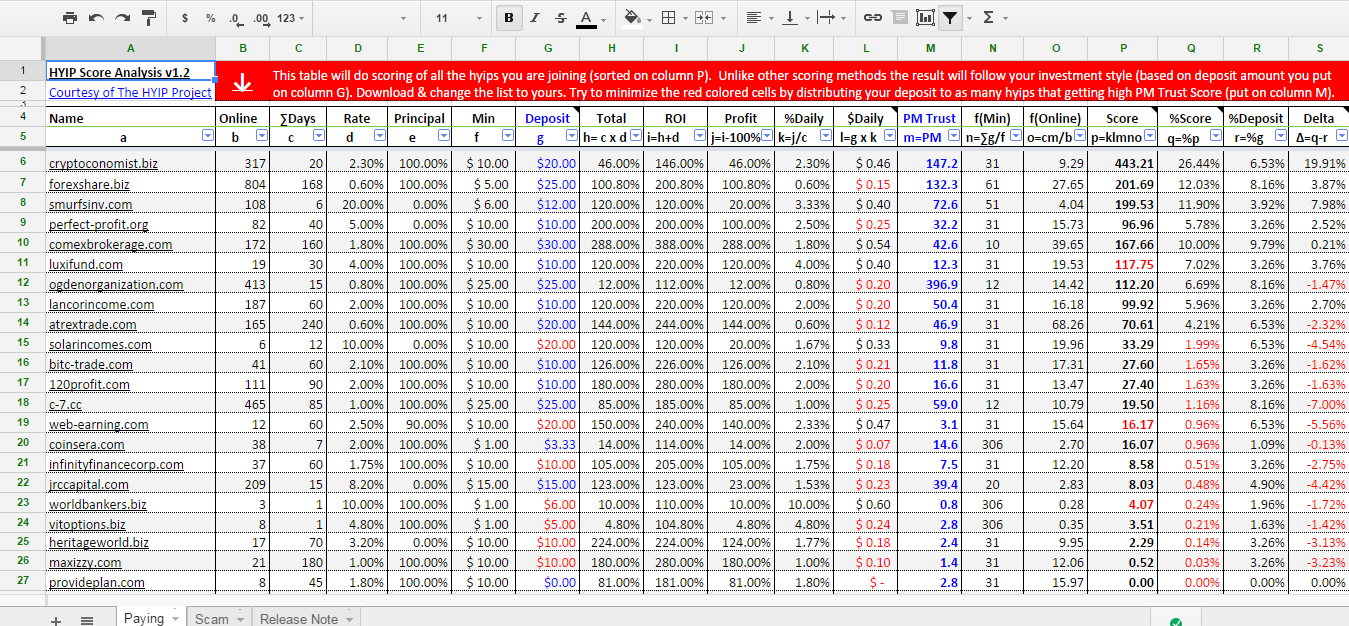 $ % .0 .00 123 11 B I S A Σ
A B C D E F G H I J K L M N O P Q R S
1 HYIP Score Analysis v1.2 This table will do scoring of all the hyips you are joining (sorted on column P). Unlike other scoring methods the result will follow your investment style (based on deposit amount you put
2 Courtesy of The HYIP Project on column G). Download & change the list to yours. Try to minimize the red colored cells by distributing your deposit to as many hyips that getting high PM Trust Score (put on column M).
3
4 Name Online ∑Days Rate Principal Min Deposit Total ROI Profit %Daily $Daily PM Trust f(Min) f(Online) Score %Score %Deposit Delta
5 a b c d e f g h= c x d i=h+d j=i-100% k=j/c l=g x k m=PM n=∑g/f o=cm/b p=klmno q=%p r=%g Δ=q-r
6 cryptoconomist.biz 317 20 2.30% 100.00% $ 10.00 $20.00 46.00% 146.00% 46.00% 2.30% $ 0.46 147.2 31 9.29 443.21 26.44% 6.53% 19.91%
7 forexshare.biz 804 168 0.60% 100.00% $ 5.00 $25.00 100.80% 200.80% 100.80% 0.60% $ 0.15 132.3 61 27.65 201.69 12.03% 8.16% 3.87%
8 smurfsinv.com 108 6 20.00% 0.00% $ 6.00 $12.00 120.00% 120.00% 20.00% 3.33% $ 0.40 72.6 51 4.04 199.53 11.90% 3.92% 7.98%
9 perfect-profit.org 82 40 5.00% 0.00% $ 10.00 $10.00 200.00% 200.00% 100.00% 2.50% $ 0.25 32.2 31 15.73 96.96 5.78% 3.26% 2.52%
10 comexbrokerage.com 172 160 1.80% 100.00% $ 30.00 $30.00 288.00% 388.00% 288.00% 1.80% $ 0.54 42.6 10 39.65 167.66 10.00% 9.79% 0.21%
11 luxifund.com 19 30 4.00% 100.00% $ 10.00 $10.00 120.00% 220.00% 120.00% 4.00% $ 0.40 12.3 31 19.53 117.75 7.02% 3.26% 3.76%
12 ogdenorganization.com 413 15 0.80% 100.00% $ 25.00 $25.00 12.00% 112.00% 12.00% 0.80% $ 0.20 396.9 12 14.42 112.20 6.69% 8.16% -1.47%
13 lancorincome.com 187 60 2.00% 100.00% $ 10.00 $10.00 120.00% 220.00% 120.00% 2.00% $ 0.20 50.4 31 16.18 99.92 5.96% 3.26% 2.70%
14 atrextrade.com 165 240 0.60% 100.00% $ 10.00 $20.00 144.00% 244.00% 144.00% 0.60% $ 0.12 46.9 31 68.26 70.61 4.21% 6.53% -2.32%
15 solarincomes.com 6 12 10.00% 0.00% $ 10.00 $20.00 120.00% 120.00% 20.00% 1.67% $ 0.33 9.8 31 19.96 33.29 1.99% 6.53% -4.54%
16 bitc-trade.com 41 60 2.10% 100.00% $ 10.00 $10.00 126.00% 226.00% 126.00% 2.10% $ 0.21 11.8 31 17.31 27.60 1.65% 3.26% -1.62%
17 120profit.com 111 90 2.00% 100.00% $ 10.00 $10.00 180.00% 280.00% 180.00% 2.00% $ 0.20 16.6 31 13.47 27.40 1.63% 3.26% -1.63%
18 c-7.cc 465 85 1.00% 100.00% $ 25.00 $25.00 85.00% 185.00% 85.00% 1.00% $ 0.25 59.0 12 10.79 19.50 1.16% 8.16% -7.00%
19 web-earning.com 12 60 2.50% 90.00% $ 10.00 $20.00 150.00% 240.00% 140.00% 2.33% $ 0.47 3.1 31 15.64 16.17 0.96% 6.53% -5.56%
20 coinsera.com 38 7 2.00% 100.00% $ 1.00 $3.33 14.00% 114.00% 14.00% 2.00% $ 0.07 14.6 306 2.70 16.07 0.96% 1.09% -0.13%
21 infinityfinancecorp.com 37 60 1.75% 100.00% $ 10.00 $10.00 105.00% 205.00% 105.00% 1.75% $ 0.18 7.5 31 12.20 8.58 0.51% 3.26% -2.75%
22 jrccapital.com 209 15 8.20% 0.00% $ 15.00 $15.00 123.00% 123.00% 23.00% 1.53% $ 0.23 39.4 20 2.83 8.03 0.48% 4.90% -4.42%
23 worldbankers.biz 3 1 10.00% 100.00% $ 1.00 $6.00 10.00% 110.00% 10.00% 10.00% $ 0.60 0.8 306 0.28 4.07 0.24% 1.96% -1.72%
24 vitoptions.biz 8 1 4.80% 100.00% $ 1.00 $5.00 4.80% 104.80% 4.80% 4.80% $ 0.24 2.8 306 0.35 3.51 0.21% 1.63% -1.42%
25 heritageworld.biz 17 70 3.20% 0.00% $ 10.00 $10.00 224.00% 224.00% 124.00% 1.77% $ 0.18 2.4 31 9.95 2.29 0.14% 3.26% -3.13%
26 maxizzy.com 21 180 1.00% 100.00% $ 10.00 $10.00 180.00% 280.00% 180.00% 1.00% $ 0.10 1.4 31 12.06 0.52 0.03% 3.26% -3.23%
27 provideplan.com 8 45 1.80% 100.00% $ 10.00 $0.00 81.00% 181.00% 81.00% 1.80% $ - 2.8 31 15.97 0.00 0.00% 0.00% 0.00%
+ Paying Scam Release Note